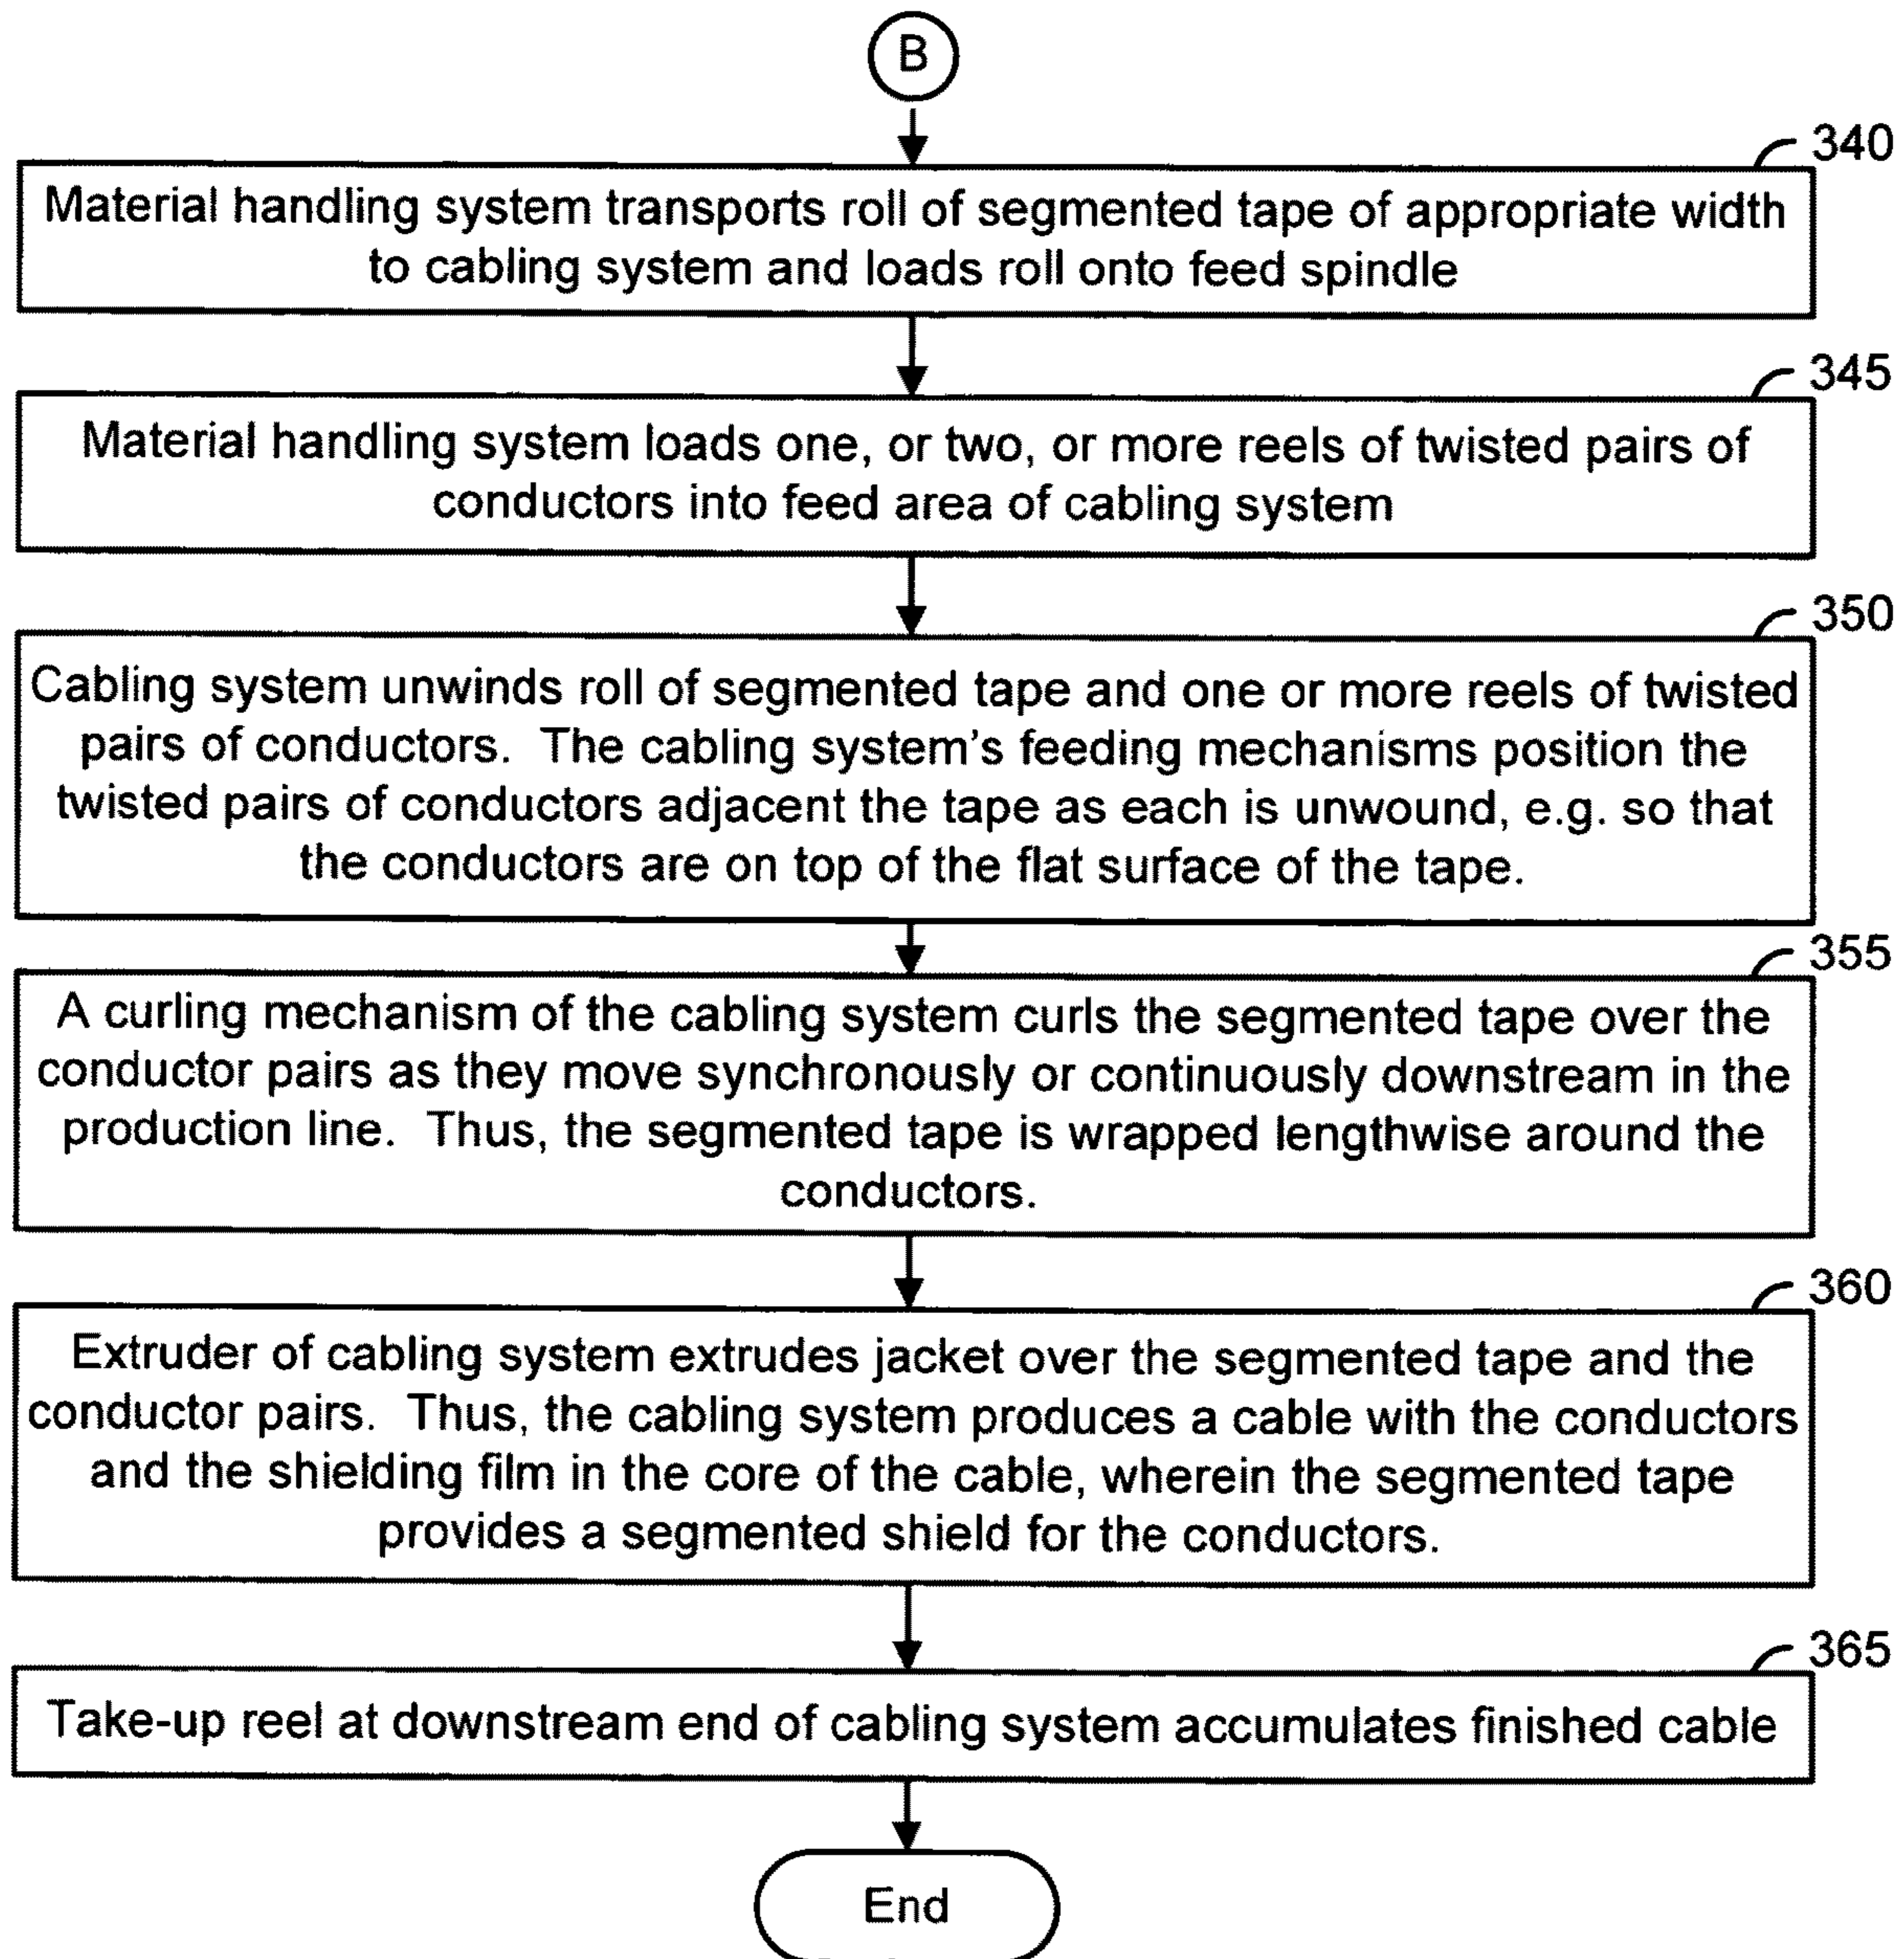 B
340
Material handling system transports roll of segmented tape of appropriate width
to cabling system and loads roll onto feed spindle
345
Material handling system loads one, or two, or more reels of twisted pairs of
conductors into feed area of cabling system
350
Cabling system unwinds roll of segmented tape and one or more reels of twisted
pairs of conductors.  The cabling system's feeding mechanisms position the
twisted pairs of conductors adjacent the tape as each is unwound, e.g. so that
the conductors are on top of the flat surface of the tape.
355
A curling mechanism of the cabling system curls the segmented tape over the
conductor pairs as they move synchronously or continuously downstream in the
production line.  Thus, the segmented tape is wrapped lengthwise around the
conductors.
360
Extruder of cabling system extrudes jacket over the segmented tape and the
conductor pairs.  Thus, the cabling system produces a cable with the conductors
and the shielding film in the core of the cable, wherein the segmented tape
provides a segmented shield for the conductors.
365
Take-up reel at downstream end of cabling system accumulates finished cable
End